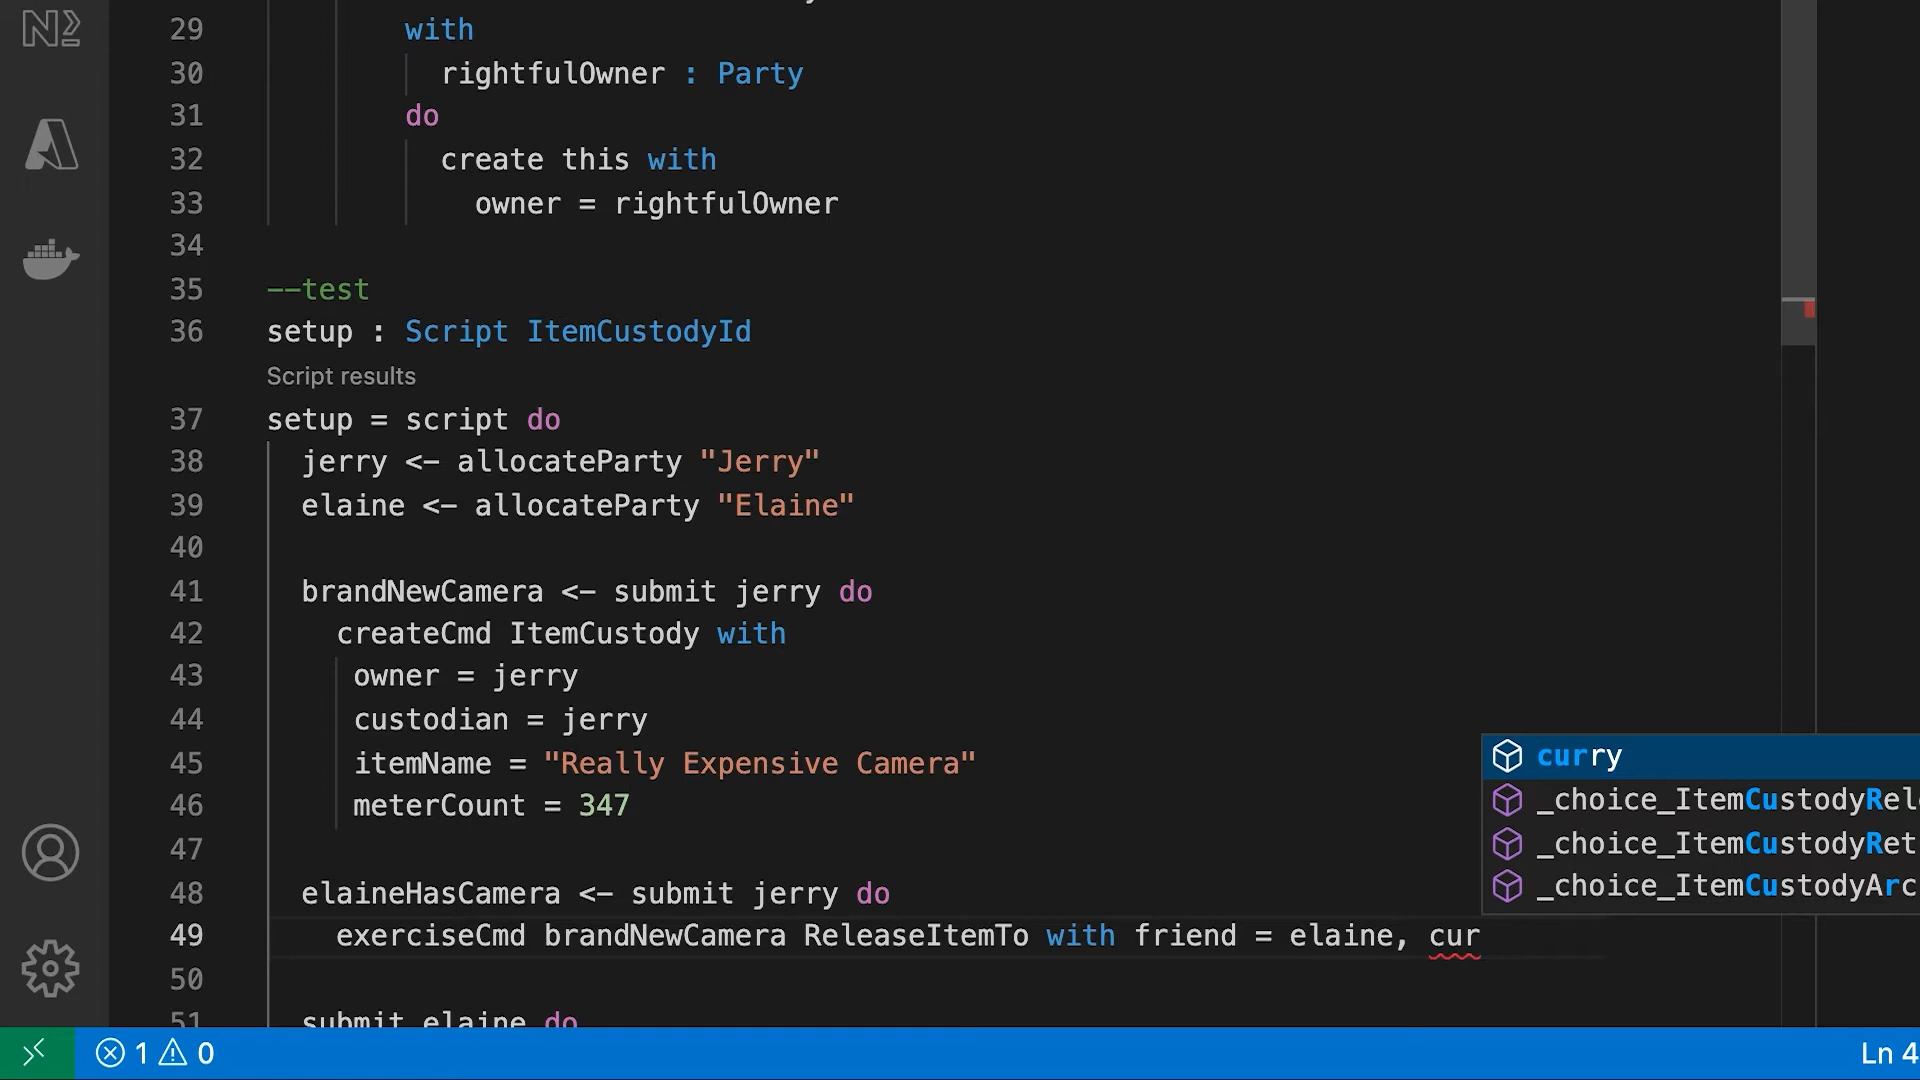 29 with
30 rightfulOwner : Party
31 do
32 create this with
33 owner = rightfulOwner
34
35 --test
36 setup : Script ItemCustodyId
Script results
37 setup = script do
38 jerry <- allocateParty "Jerry"
39 elaine <- allocateParty "Elaine"
40
41 brandNewCamera <- submit jerry do
42 createCmd ItemCustody with
43 owner = jerry
44 custodian = jerry
45 itemName = "Really Expensive Camera"
46 meterCount = 347
47
48 elaineHasCamera <- submit jerry do
49 exerciseCmd brandNewCamera ReleaseItemTo with friend = elaine, cur
50
51 submit elaine do
curry
_choice_ItemCustodyRel
_choice_ItemCustodyRet
_choice_ItemCustodyArc
1 0
Ln 4